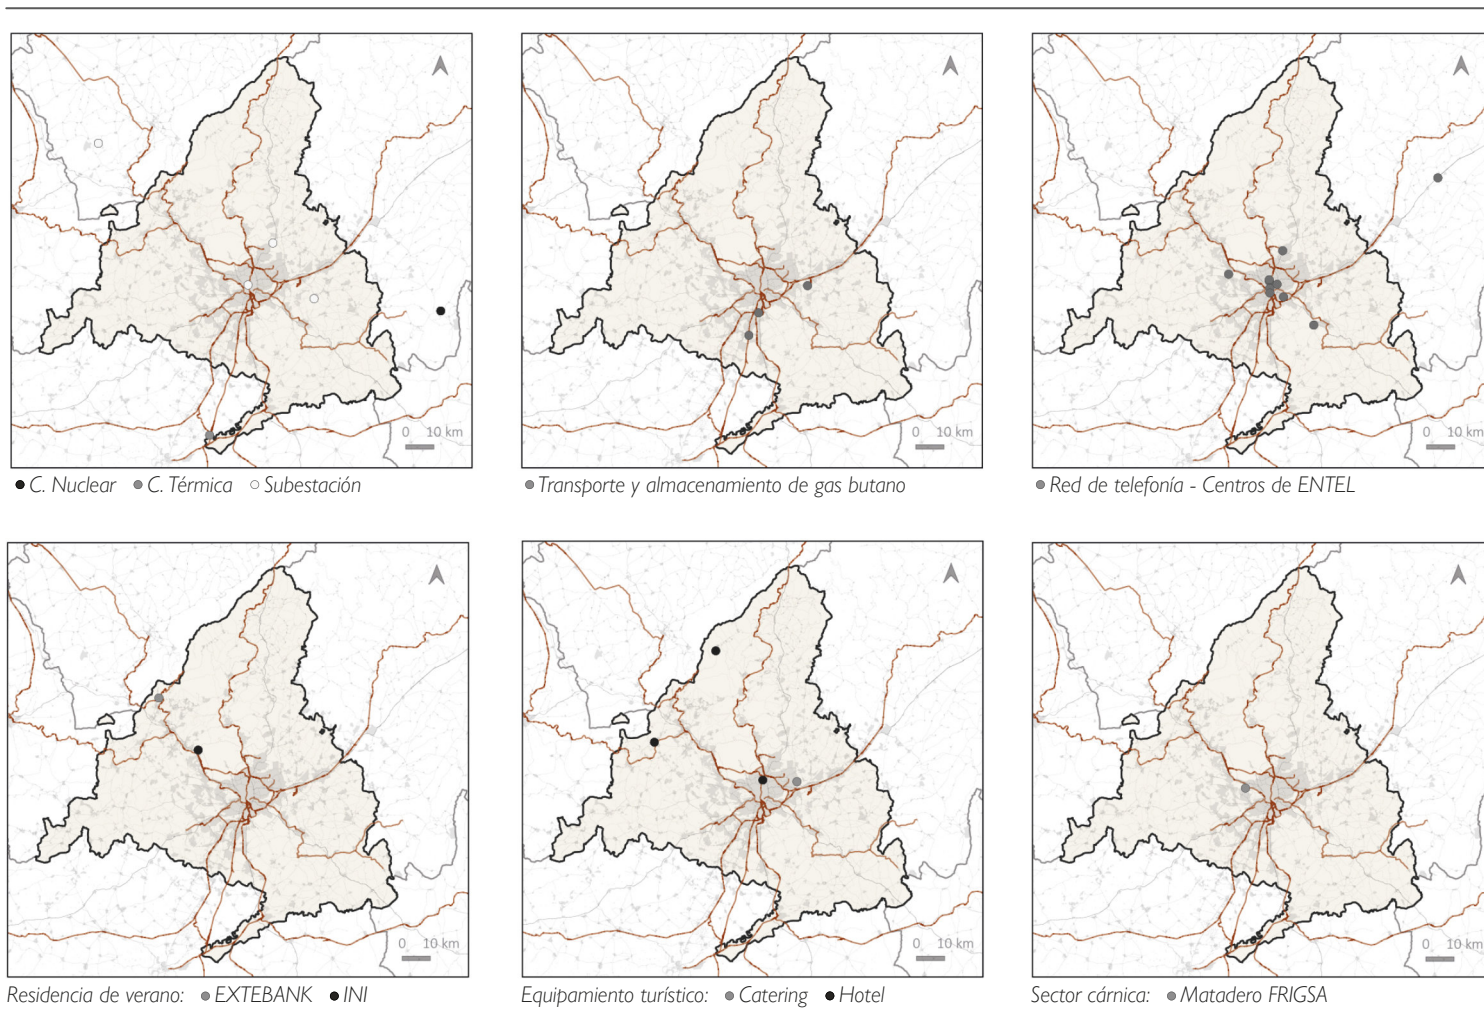 0 10 km
0 10 km
0 10 km
C. Nuclear C. Térmica Subestación
Transporte y almacenamiento de gas butano
Red de telefonía - Centros de ENTEL
0 10 km
0 10 km
0 10 km
Residencia de verano: EXTEBANK INI
Equipamiento turístico: Catering Hotel
Sector cárnica: Matadero FRIGSA